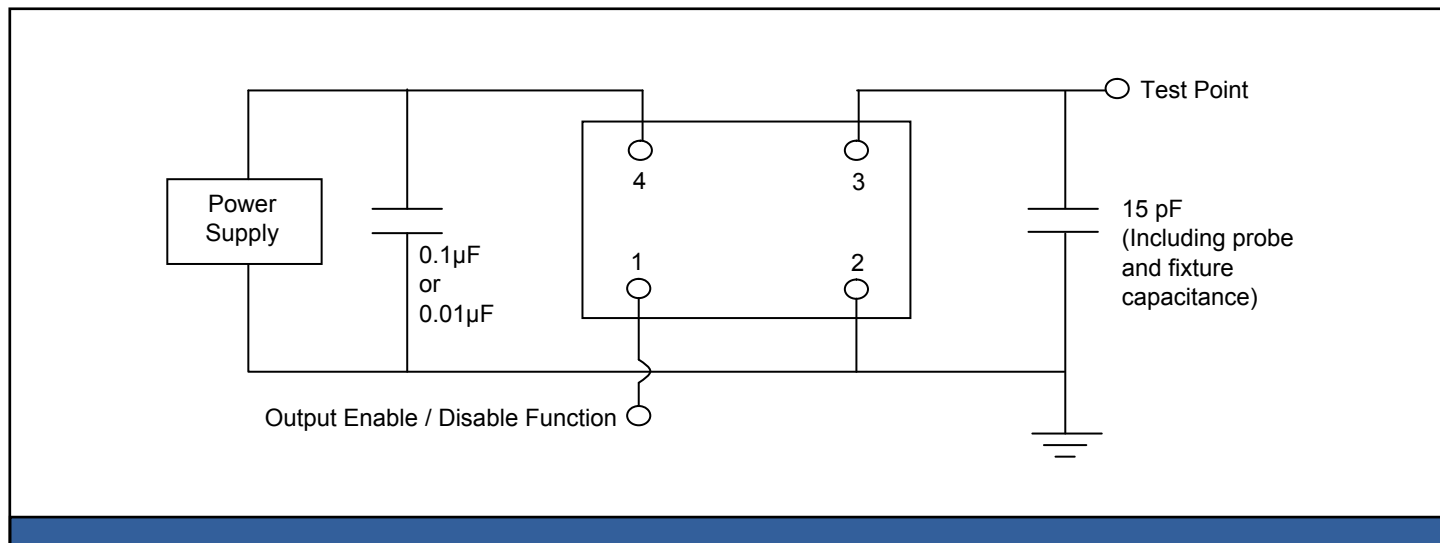 Test Point
4
3
Power
Supply
15 pF
(Including probe
and fixture
capacitance)
0.1µF
or
0.01µF
1
2
Output Enable / Disable Function